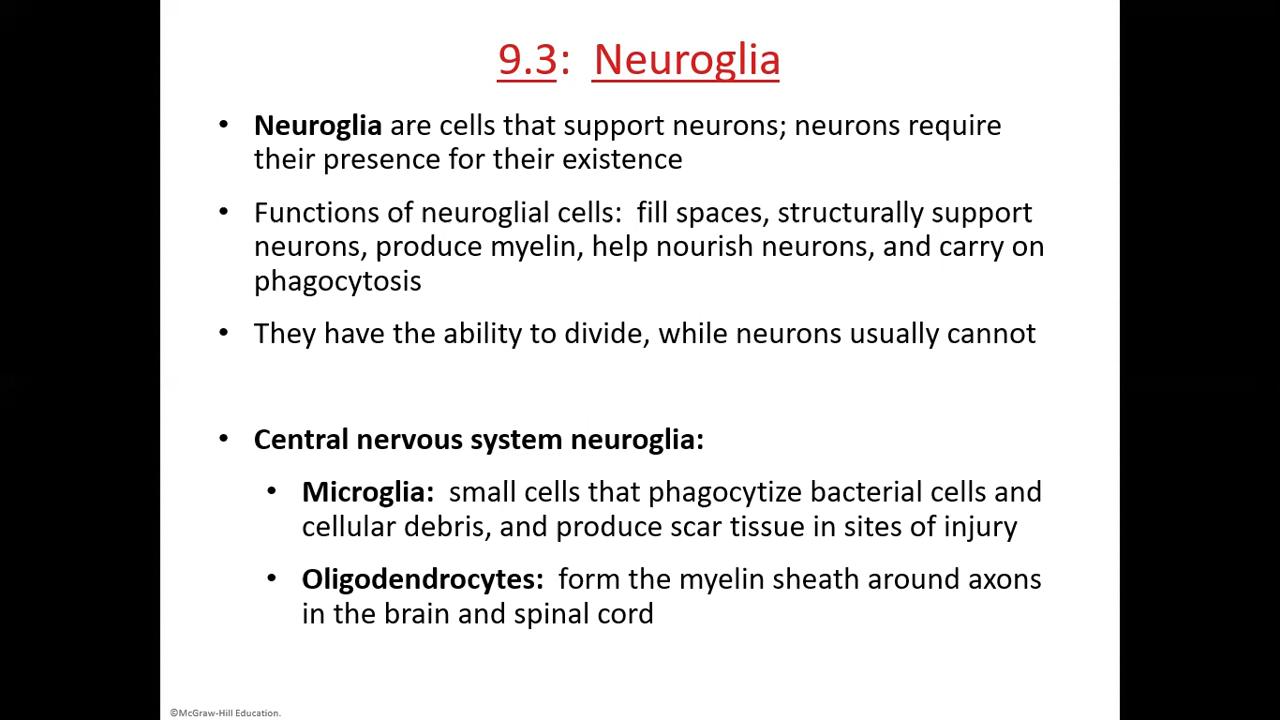 9.3:  Neuroglia
• Neuroglia are cells that support neurons; neurons require
their presence for their existence
• Functions of neuroglial cells:  fill spaces, structurally support
neurons, produce myelin, help nourish neurons, and carry on
phagocytosis
• They have the ability to divide, while neurons usually cannot
• Central nervous system neuroglia:
• Microglia:  small cells that phagocytize bacterial cells and
cellular debris, and produce scar tissue in sites of injury
• Oligodendrocytes:  form the myelin sheath around axons
in the brain and spinal cord
©McGraw-Hill Education.